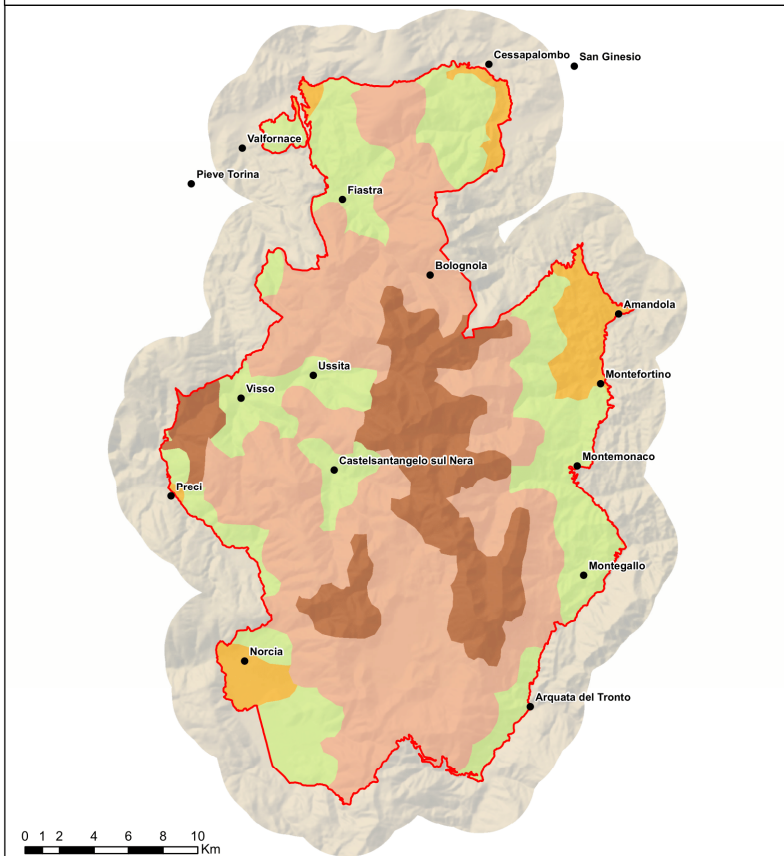 Cessapalombo
San Ginesio
Valfornace
Pieve Torina
Fiastra
Bolognola
Amandola
Ussita
Montefortino
Visso
Castelsantangelo sul Nera
Montemonaco
Preci
Montegallo
Norcia
Arquata del Tronto
0 1 2 4 6 8 10
Km